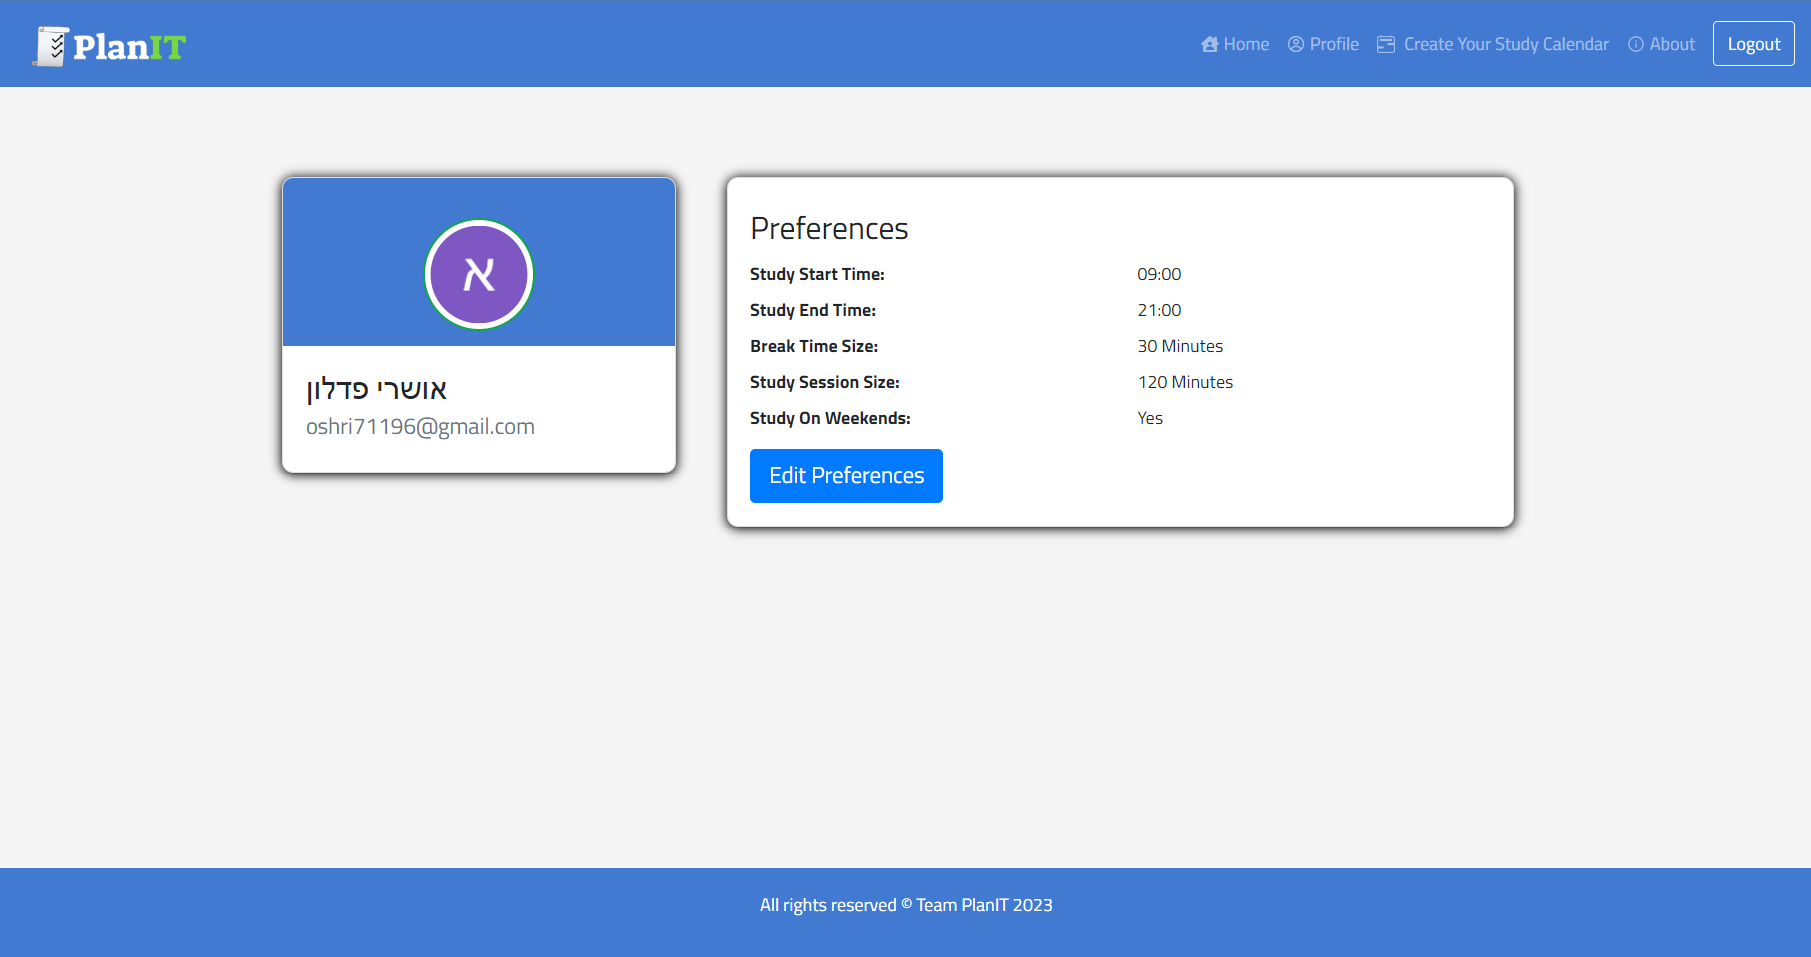 PlanIT
Home Profile Create Your Study Calendar About Logout
א
אושרי פדלון
oshri71196@gmail.com
Preferences
Study Start Time: 09:00
Study End Time: 21:00
Break Time Size: 30 Minutes
Study Session Size: 120 Minutes
Study On Weekends: Yes
Edit Preferences
All rights reserved © Team PlanIT 2023